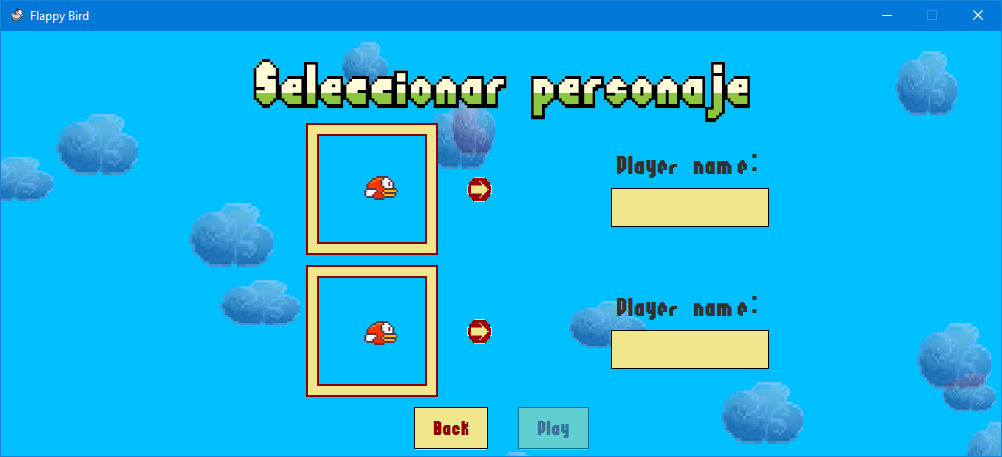 Flappy Bird
Seleccionar personaje
Player name:
Player name:
Back
Play